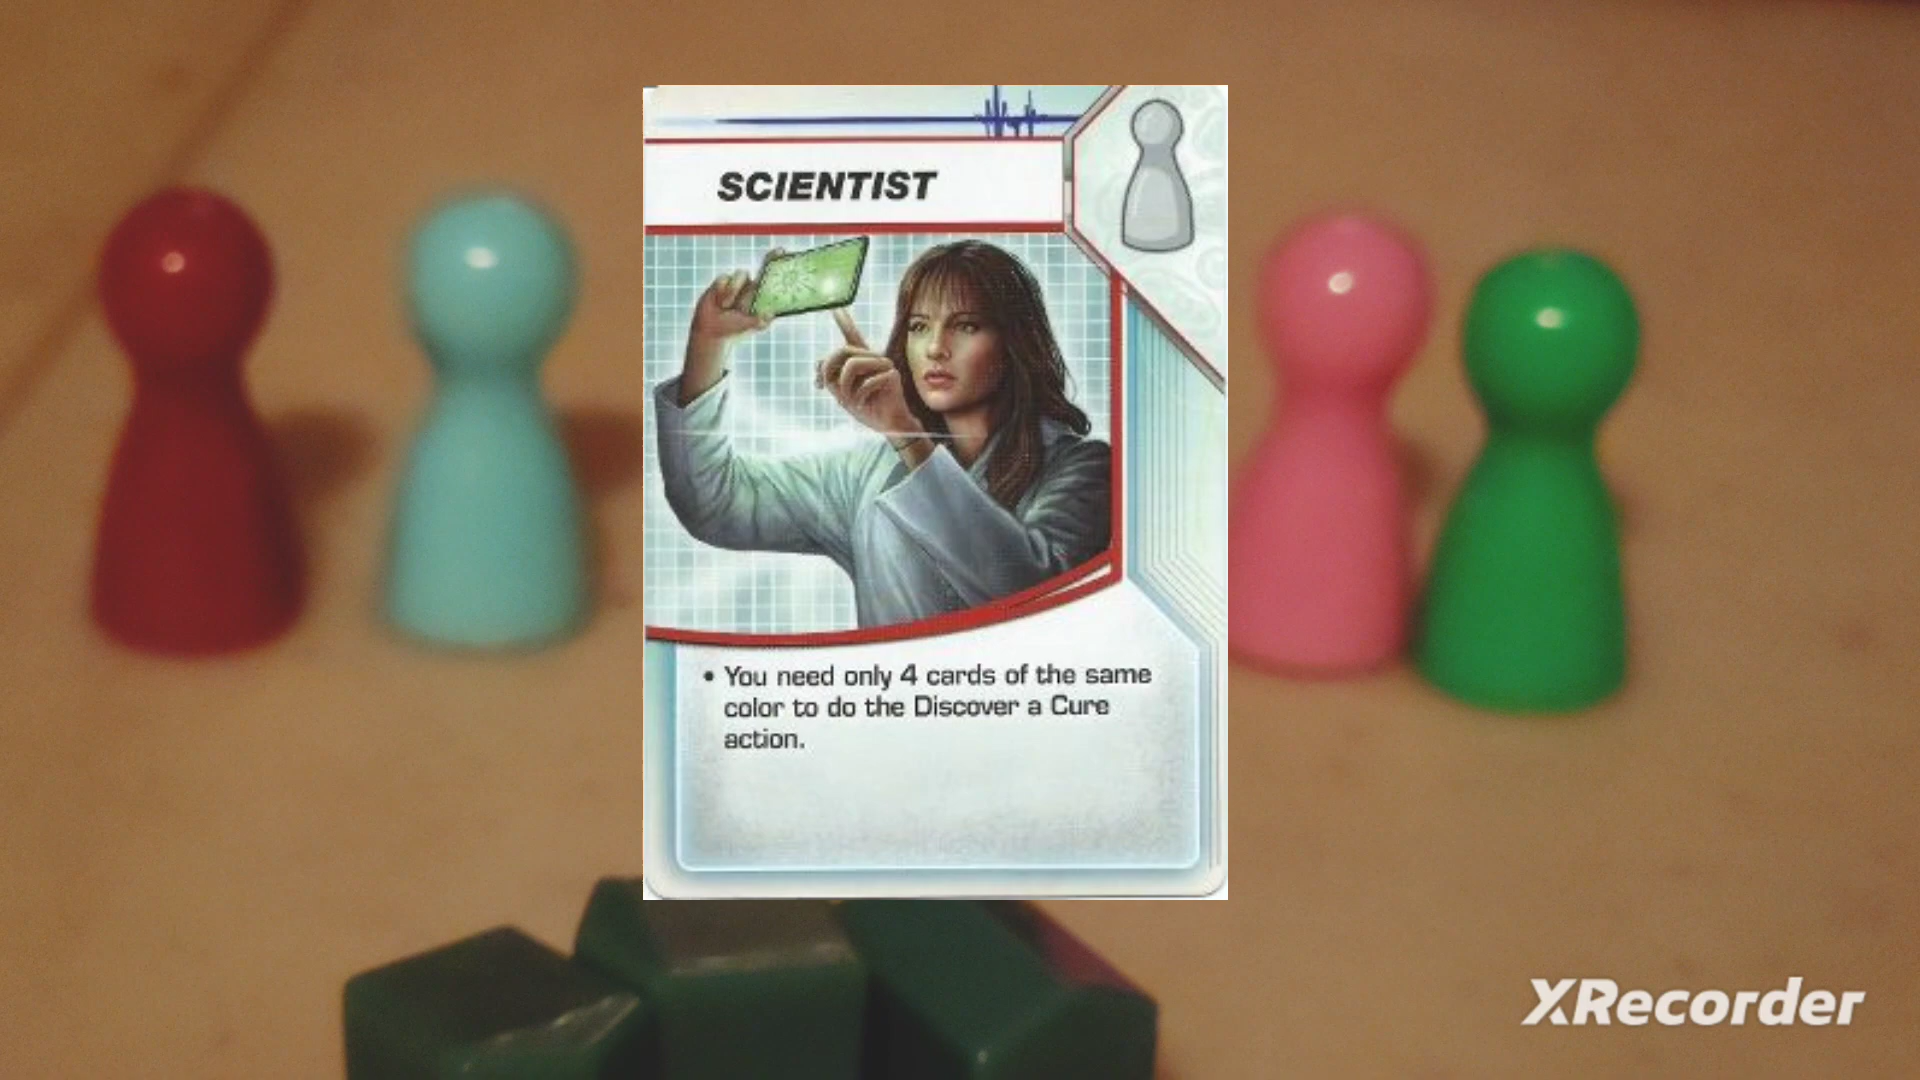 SCIENTIST
• You need only 4 cards of the same
color to do the Discover a Cure
action.
XRecorder